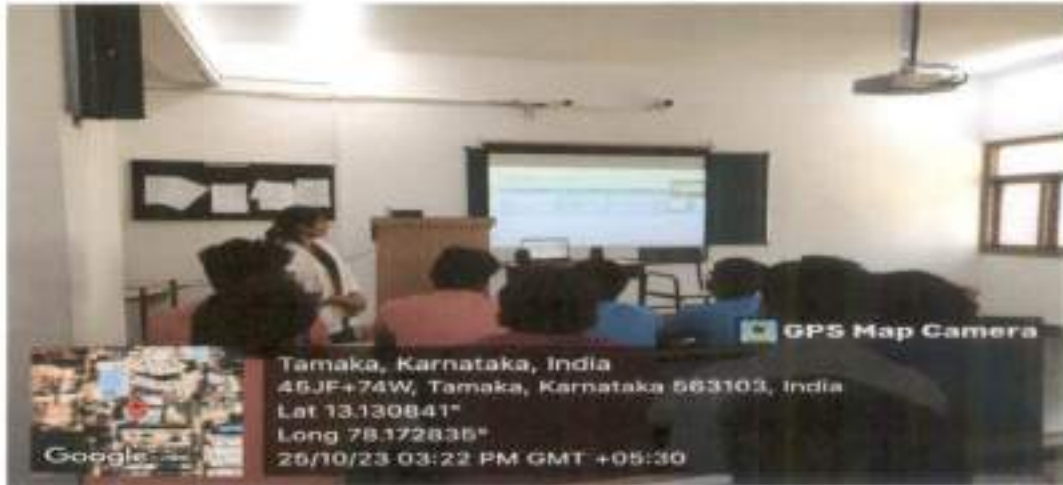 GPS Map Camera
Tamaka, Karnataka, India
45JF+74W, Tamaka, Karnataka 563103, India
Lat 13.130841°
Long 78.172835°
25/10/23 03:22 PM GMT +05:30
Google